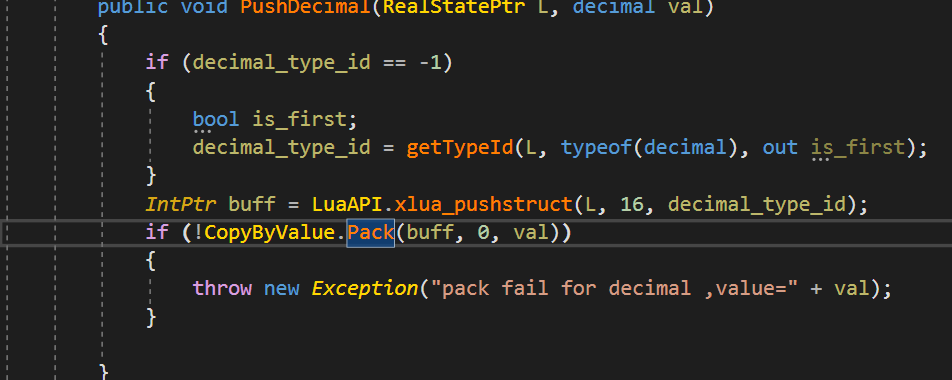 public void PushDecimal(RealStatePtr L, decimal val)
{
if (decimal_type_id == -1)
{
bool is_first;
decimal_type_id = getTypeId(L, typeof(decimal), out is_first);
}
IntPtr buff = LuaAPI.xlua_pushstruct(L, 16, decimal_type_id);
if (!CopyByValue.Pack(buff, 0, val))
{
throw new Exception("pack fail for decimal ,value=" + val);
}
}